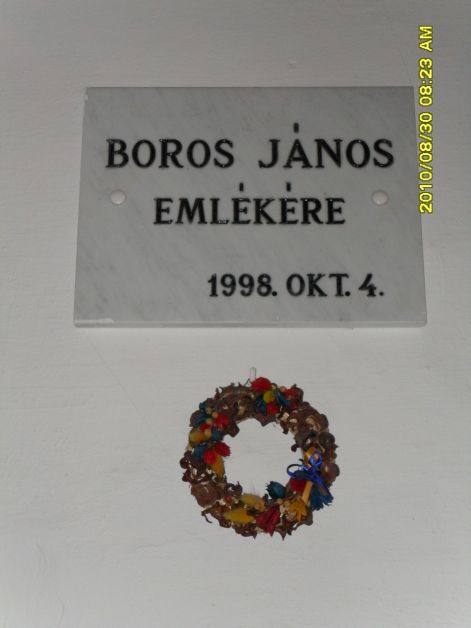 BOROS JÁNOS
EMLÉKÉRE
1998. OKT. 4.
2010/08/30 08:23 AM